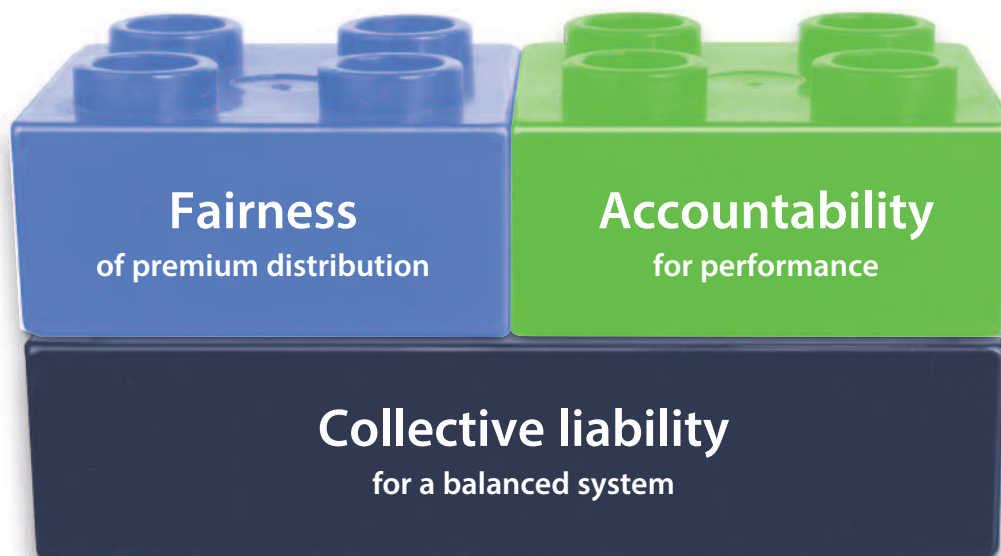 Fairness
of premium distribution
Accountability
for performance
Collective liability
for a balanced system